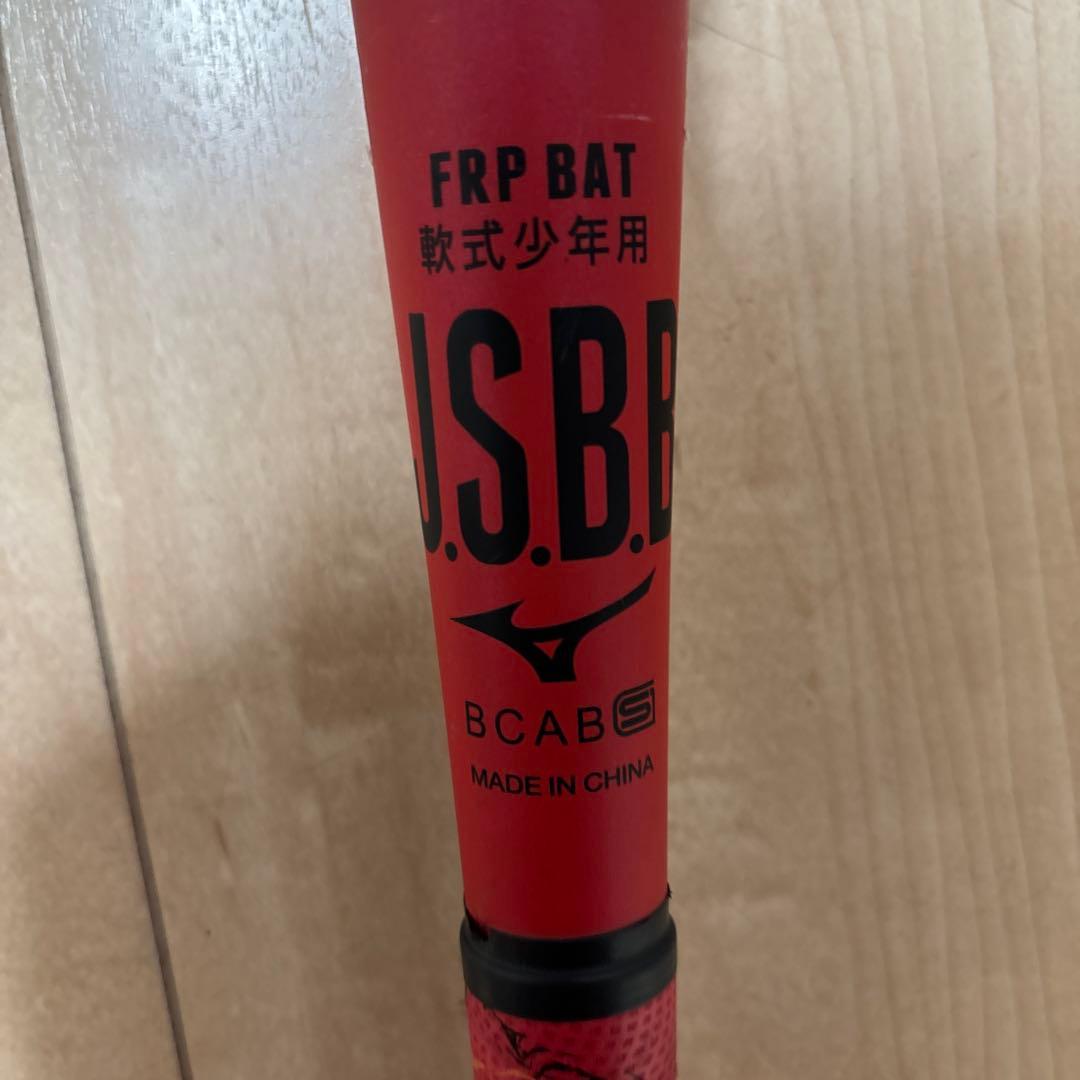 FRP BAT
軟式少年用
J.S.B.B
BCAB S
MADE IN CHINA